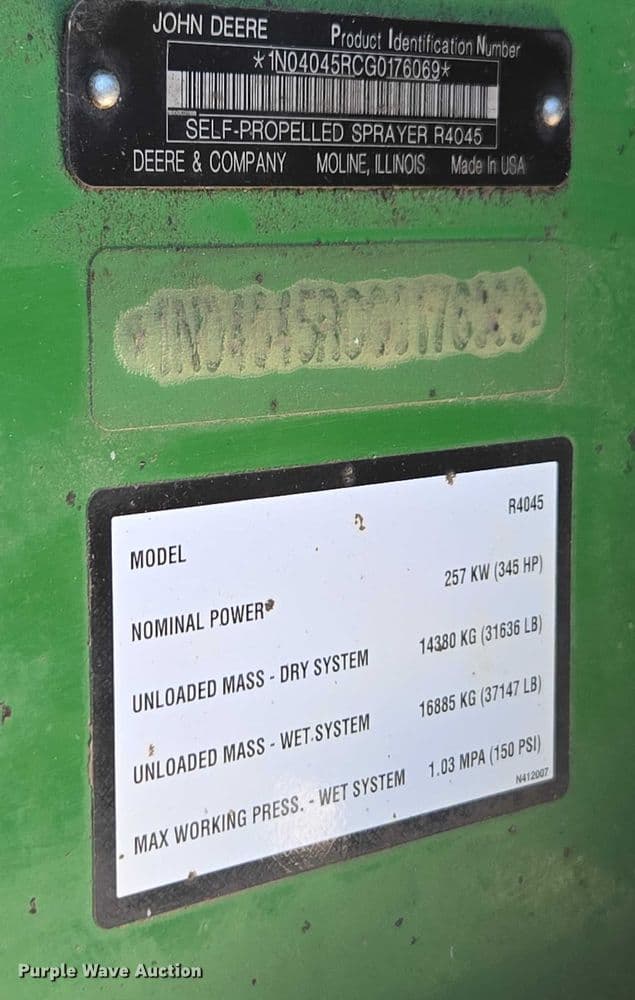 JOHN DEERE
Product Identification Number
*1N04045RCG0176069*
SELF-PROPELLED SPRAYER R4045
DEERE & COMPANY MOLINE, ILLINOIS Made In USA
MODEL R4045
NOMINAL POWER 257 KW (345 HP)
UNLOADED MASS - DRY SYSTEM 14380 KG (31636 LB)
UNLOADED MASS - WET SYSTEM 16885 KG (37147 LB)
MAX WORKING PRESS. - WET SYSTEM 1.03 MPA (150 PSI)
N412007
Purple Wave Auction